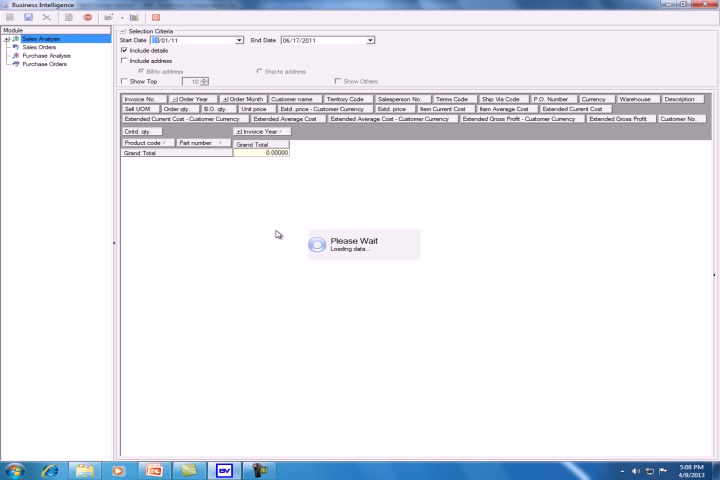 Business Intelligence
Module
Sales Analysis
Sales Orders
Purchase Analysis
Purchase Orders
Selection Criteria
Start Date /01/11 End Date 06/17/2011
Include details
Include address
Bill to address Ship to address
Show Top 10 Show Others
Invoice No. Order Year Order Month Customer name Territory Code Salesperson No. Terms Code Ship Via Code P.O. Number Currency Warehouse Description
Sell UOM Order qty. B.O. qty. Unit price Extd. price - Customer Currency Extd. price Item Current Cost Item Average Cost Extended Current Cost
Extended Current Cost - Customer Currency Extended Average Cost Extended Average Cost - Customer Currency Extended Gross Profit - Customer Currency Extended Gross Profit Customer No.
Cmtd. qty. Invoice Year
Product code Part number Grand Total
Grand Total 0.00000
Please Wait
Loading data...
BV
5:08 PM
4/9/2013